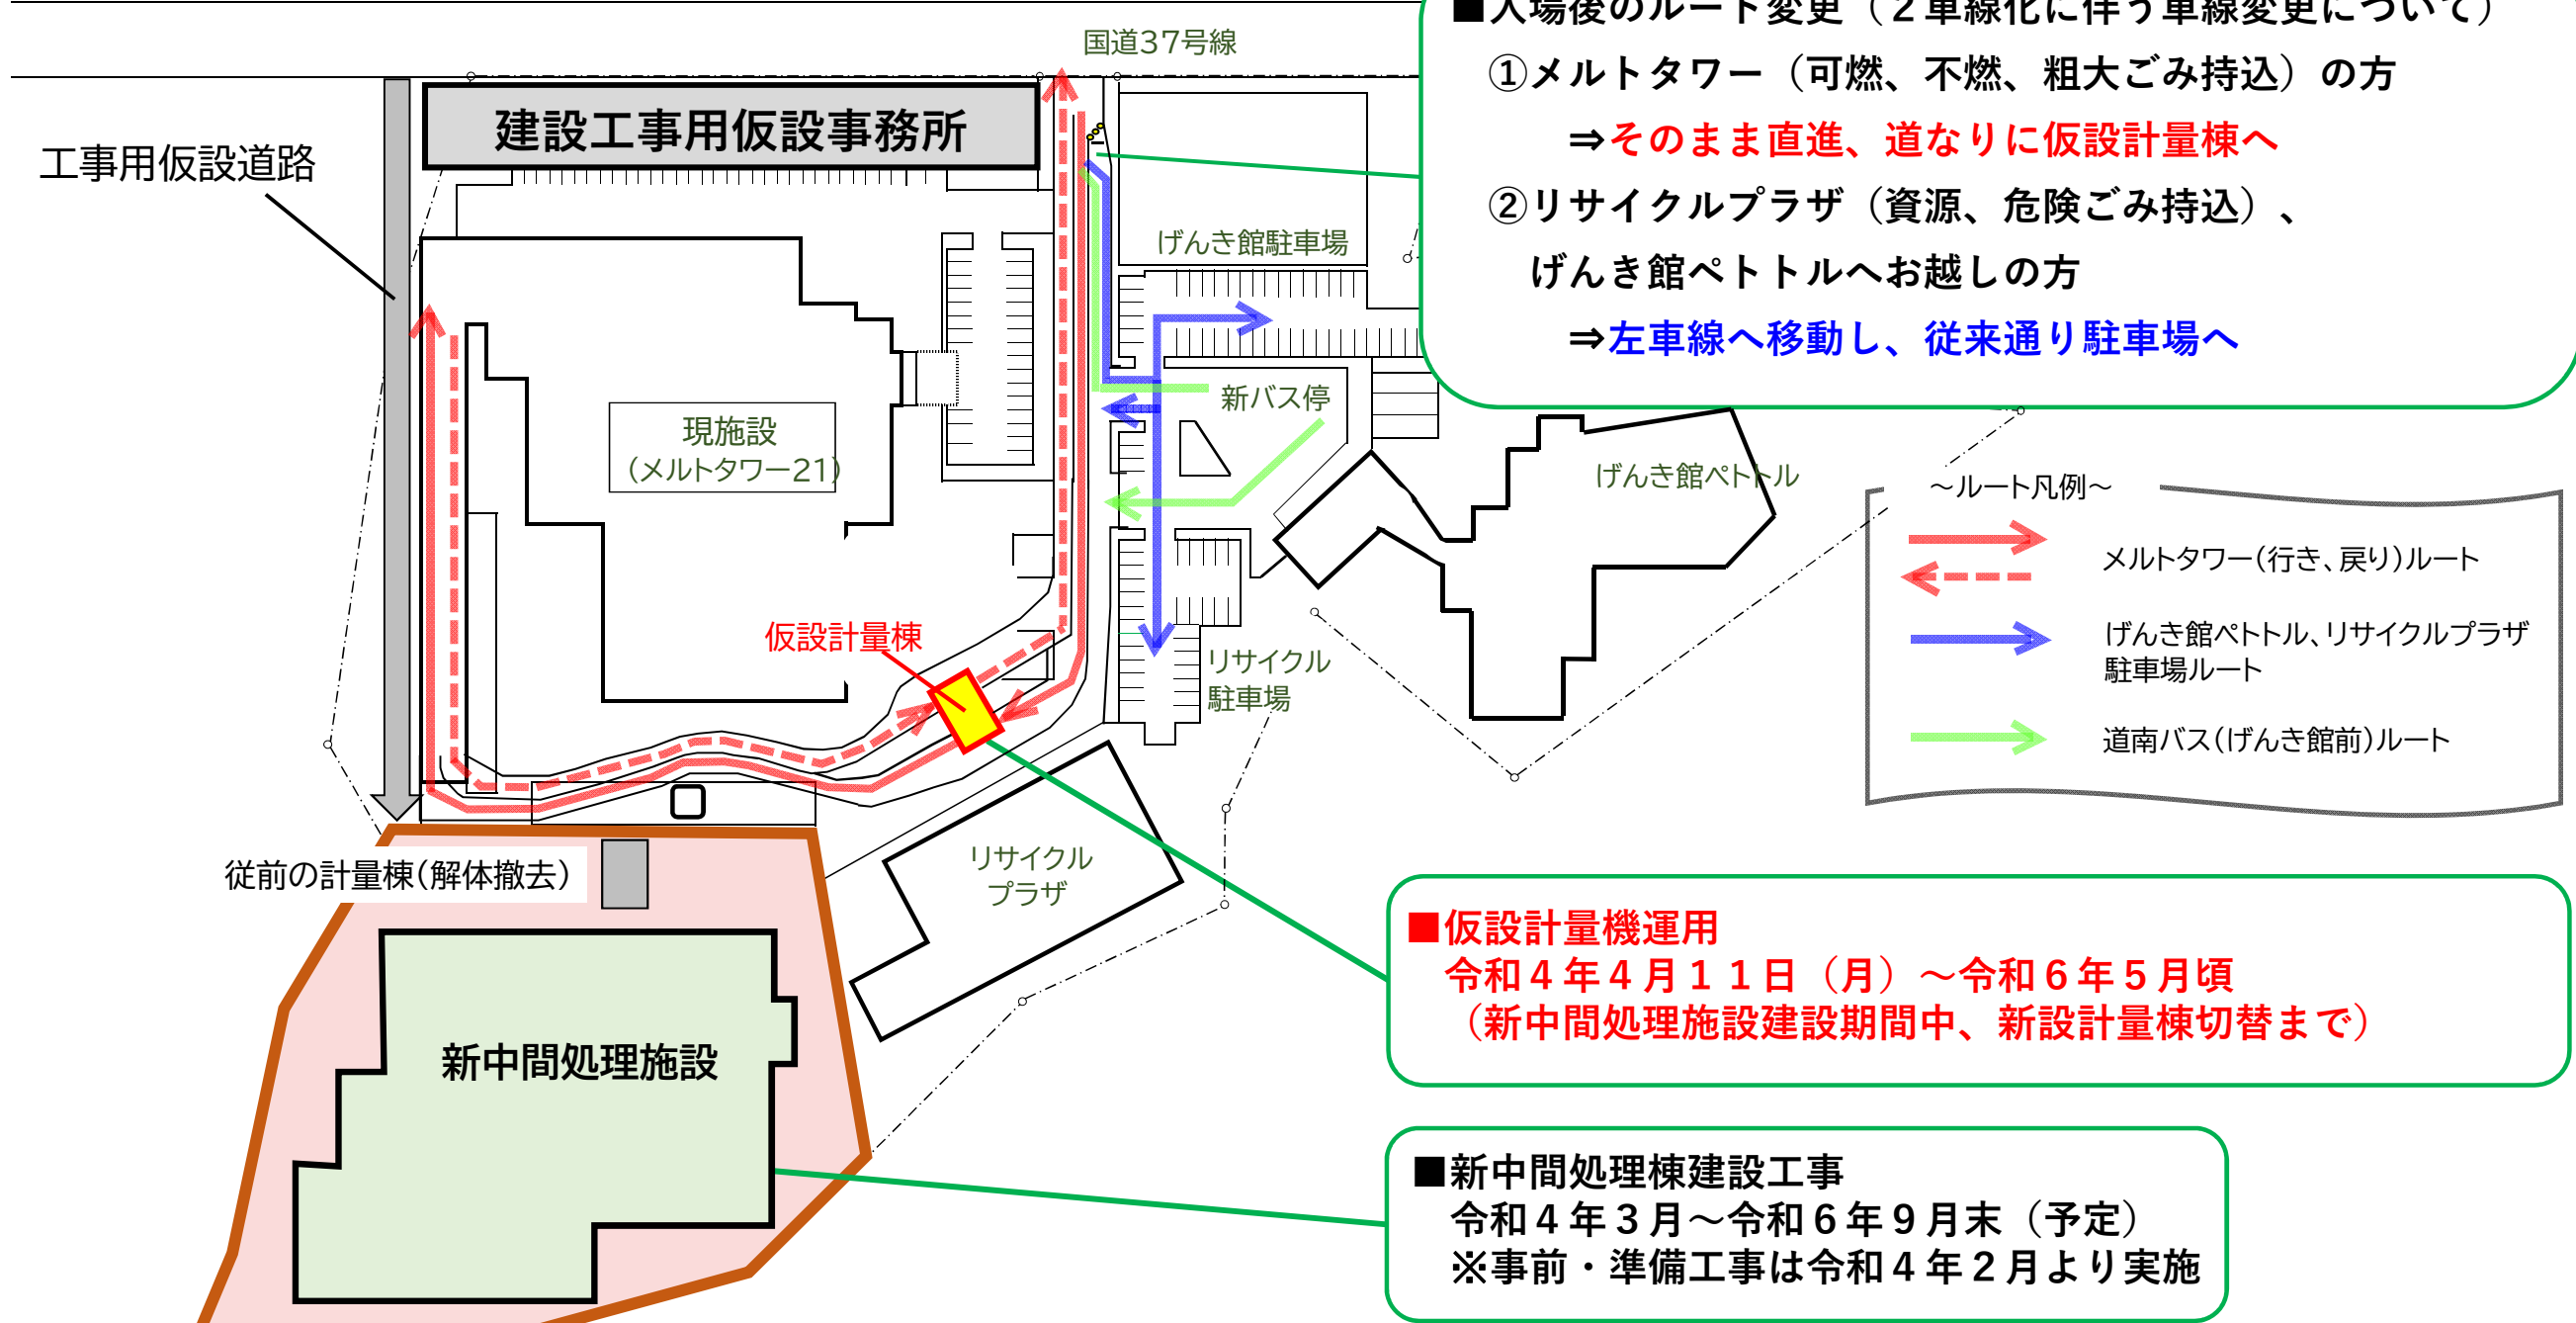 ■入場後のルート変更（２車線化に伴う車線変更について）
①メルトタワー（可燃、不燃、粗大ごみ持込）の方
⇒そのまま直進、道なりに仮設計量棟へ
②リサイクルプラザ（資源、危険ごみ持込）、
げんき館ペトトルへお越しの方
⇒左車線へ移動し、従来通り駐車場へ
国道37号線
建設工事用仮設事務所
工事用仮設道路
げんき館駐車場
新バス停
現施設
（メルトタワー21）
げんき館ペトトル
～ルート凡例～
メルトタワー（行き、戻り）ルート
げんき館ペトトル、リサイクルプラザ
駐車場ルート
道南バス（げんき館前）ルート
仮設計量棟
リサイクル
駐車場
リサイクル
プラザ
従前の計量棟（解体撤去）
新中間処理施設
■仮設計量機運用
令和４年４月１１日（月）～令和６年５月頃
（新中間処理施設建設期間中、新設計量棟切替まで）
■新中間処理棟建設工事
令和４年３月～令和６年９月末（予定）
※事前・準備工事は令和４年２月より実施